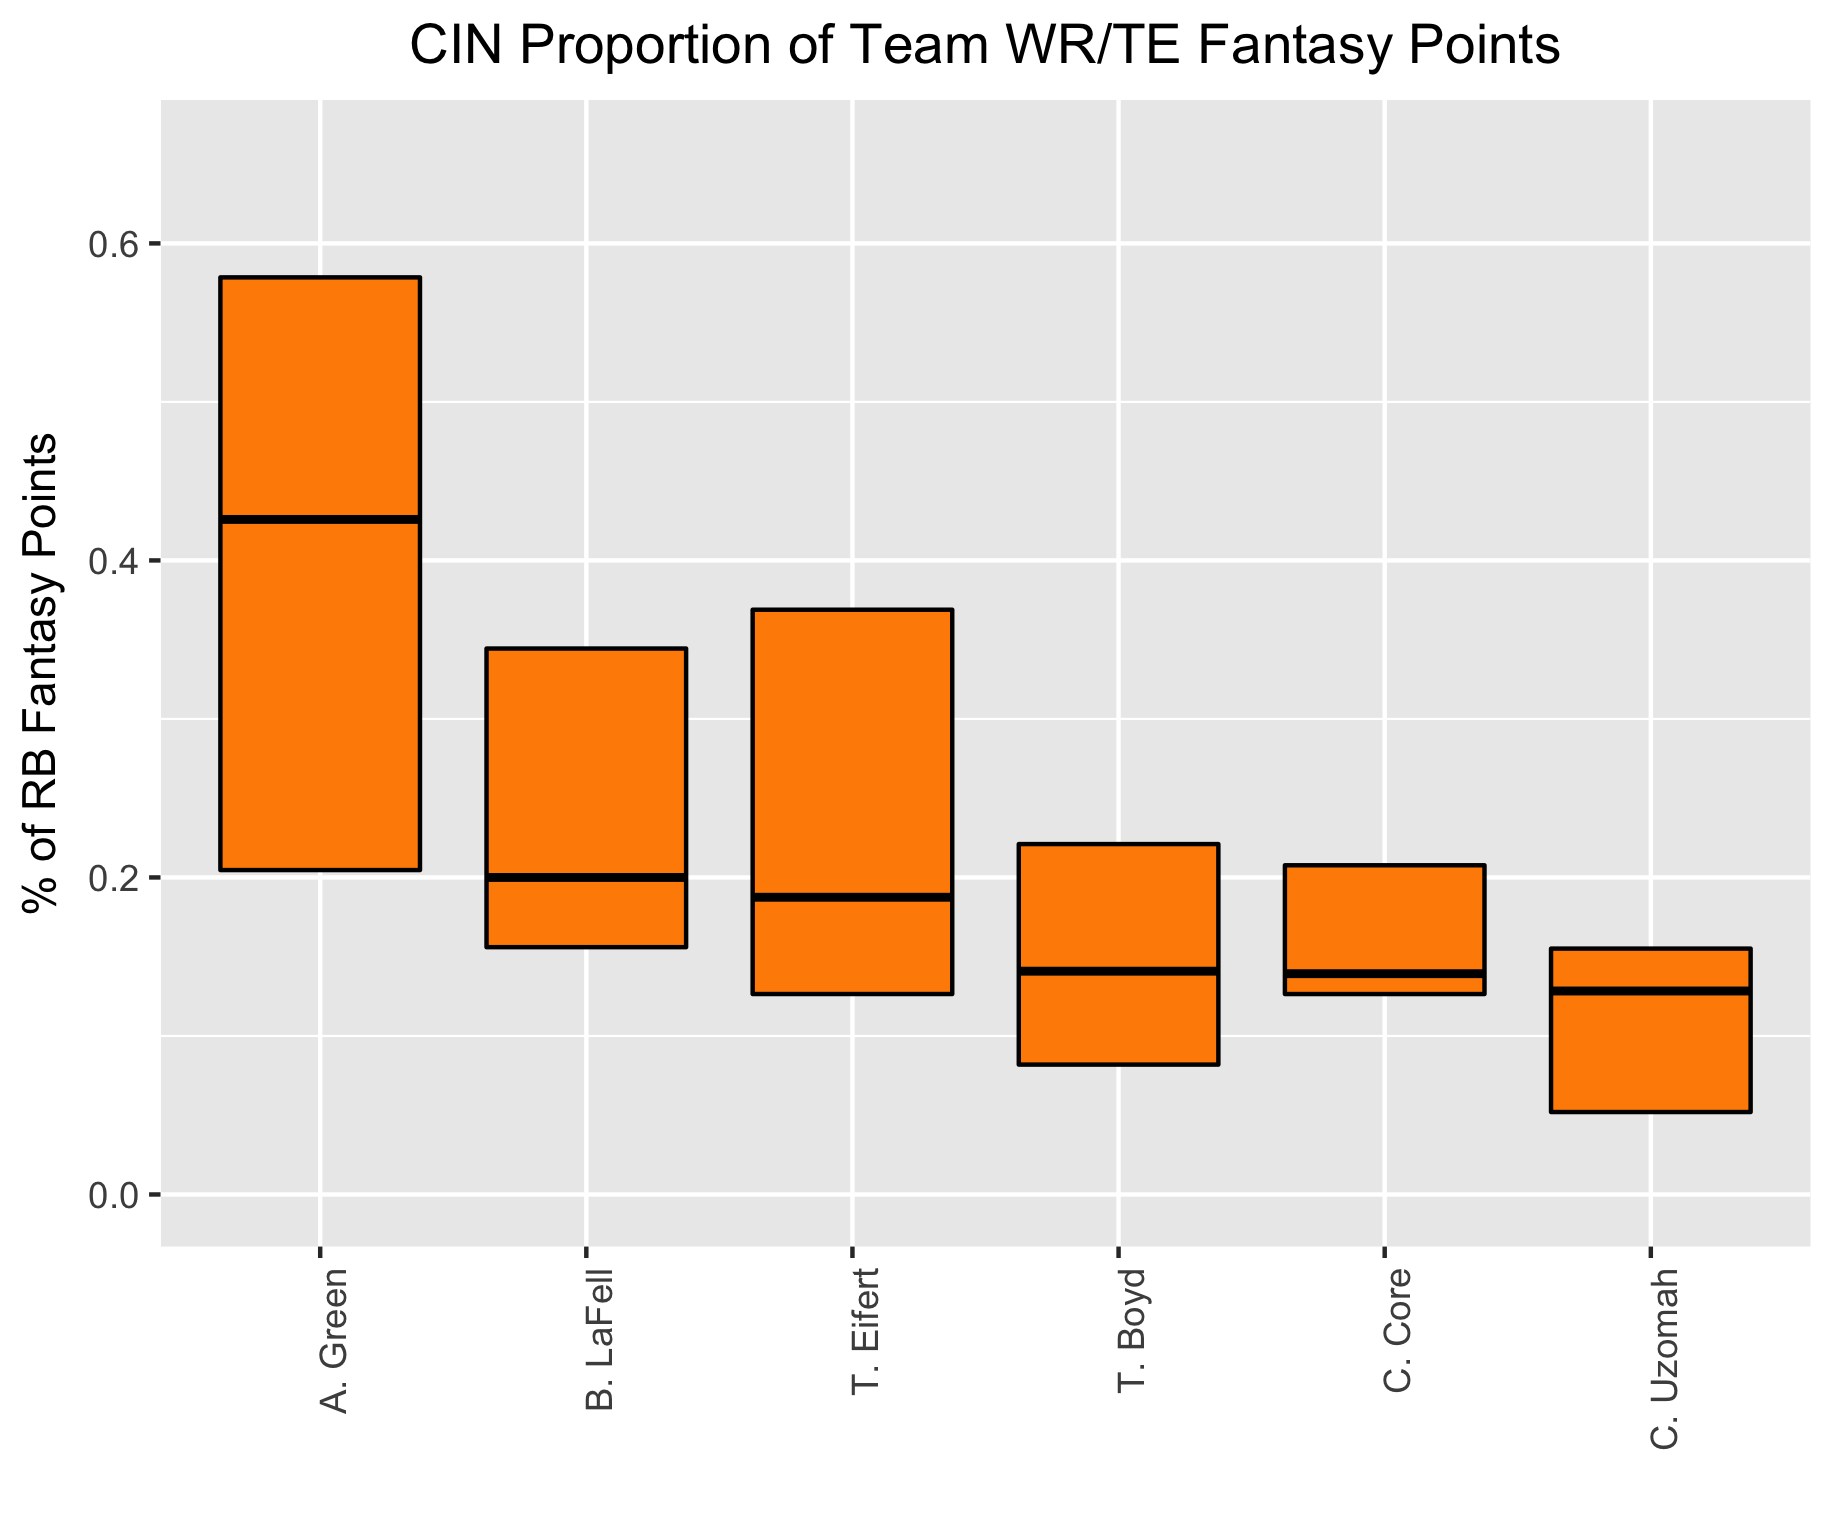 CIN Proportion of Team WR/TE Fantasy Points
% of RB Fantasy Points
0.6
0.4
0.2
0.0
A. Green
B. LaFell
T. Eifert
T. Boyd
C. Core
C. Uzomah